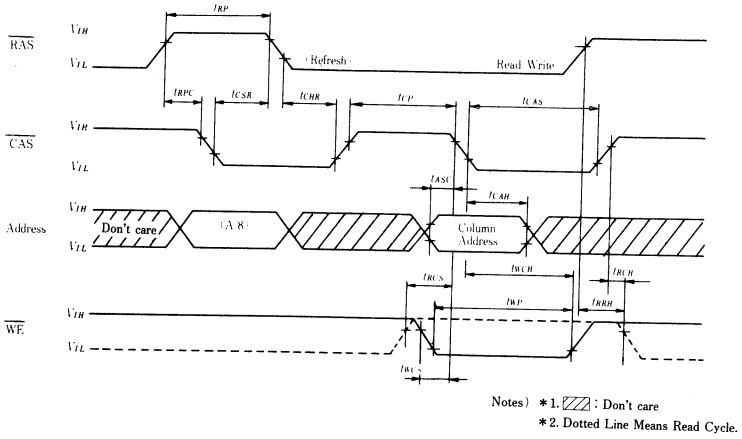 tRP
RAS
VIH
VIL
(Refresh)
Read Write
tRPC
tCSR
tCHR
tCP
tCAS
CAS
VIH
VIL
tASC
tCAH
Address
VIH
VIL
Don't care
(A8)
Column
Address
tRCS
tWCH
tRCH
tWP
tRRH
WE
VIH
VIL
tWCS
Notes) *1. : Don't care
*2. Dotted Line Means Read Cycle.